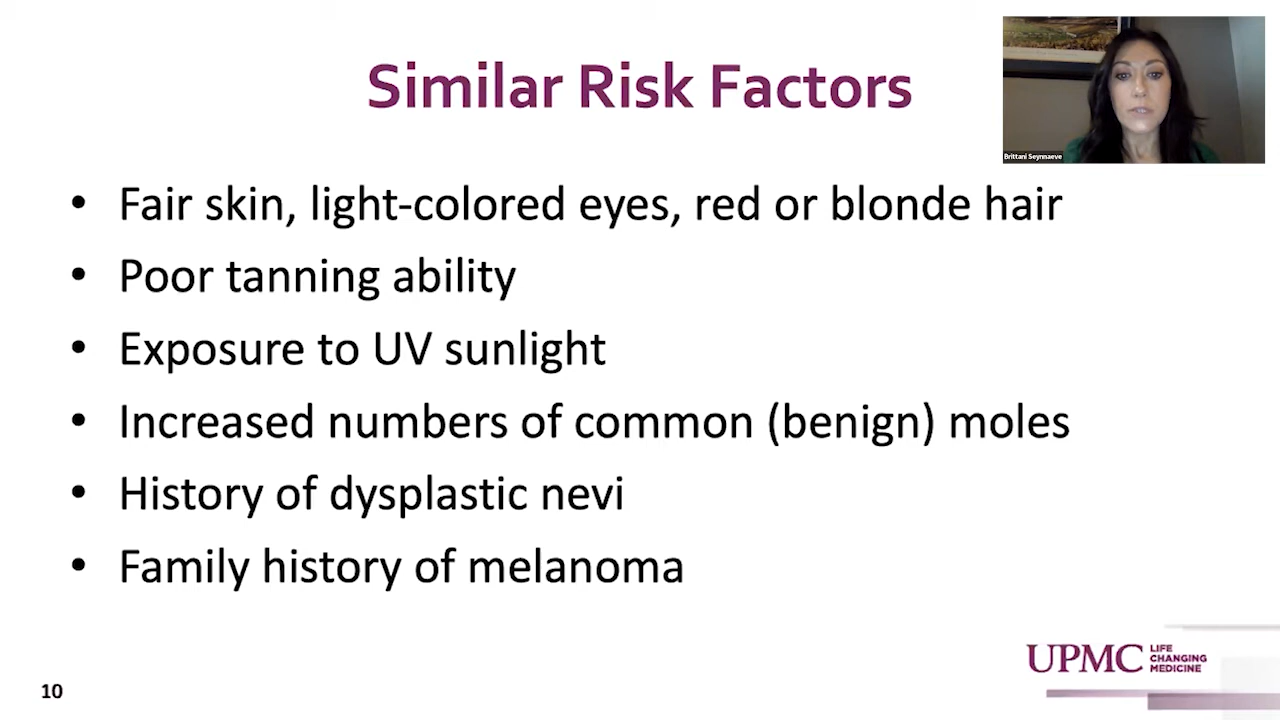 Similar Risk Factors
Brittani Seynnaeve
• Fair skin, light-colored eyes, red or blonde hair
• Poor tanning ability
• Exposure to UV sunlight
• Increased numbers of common (benign) moles
• History of dysplastic nevi
• Family history of melanoma
UPMC
LIFE
CHANGING
MEDICINE
10